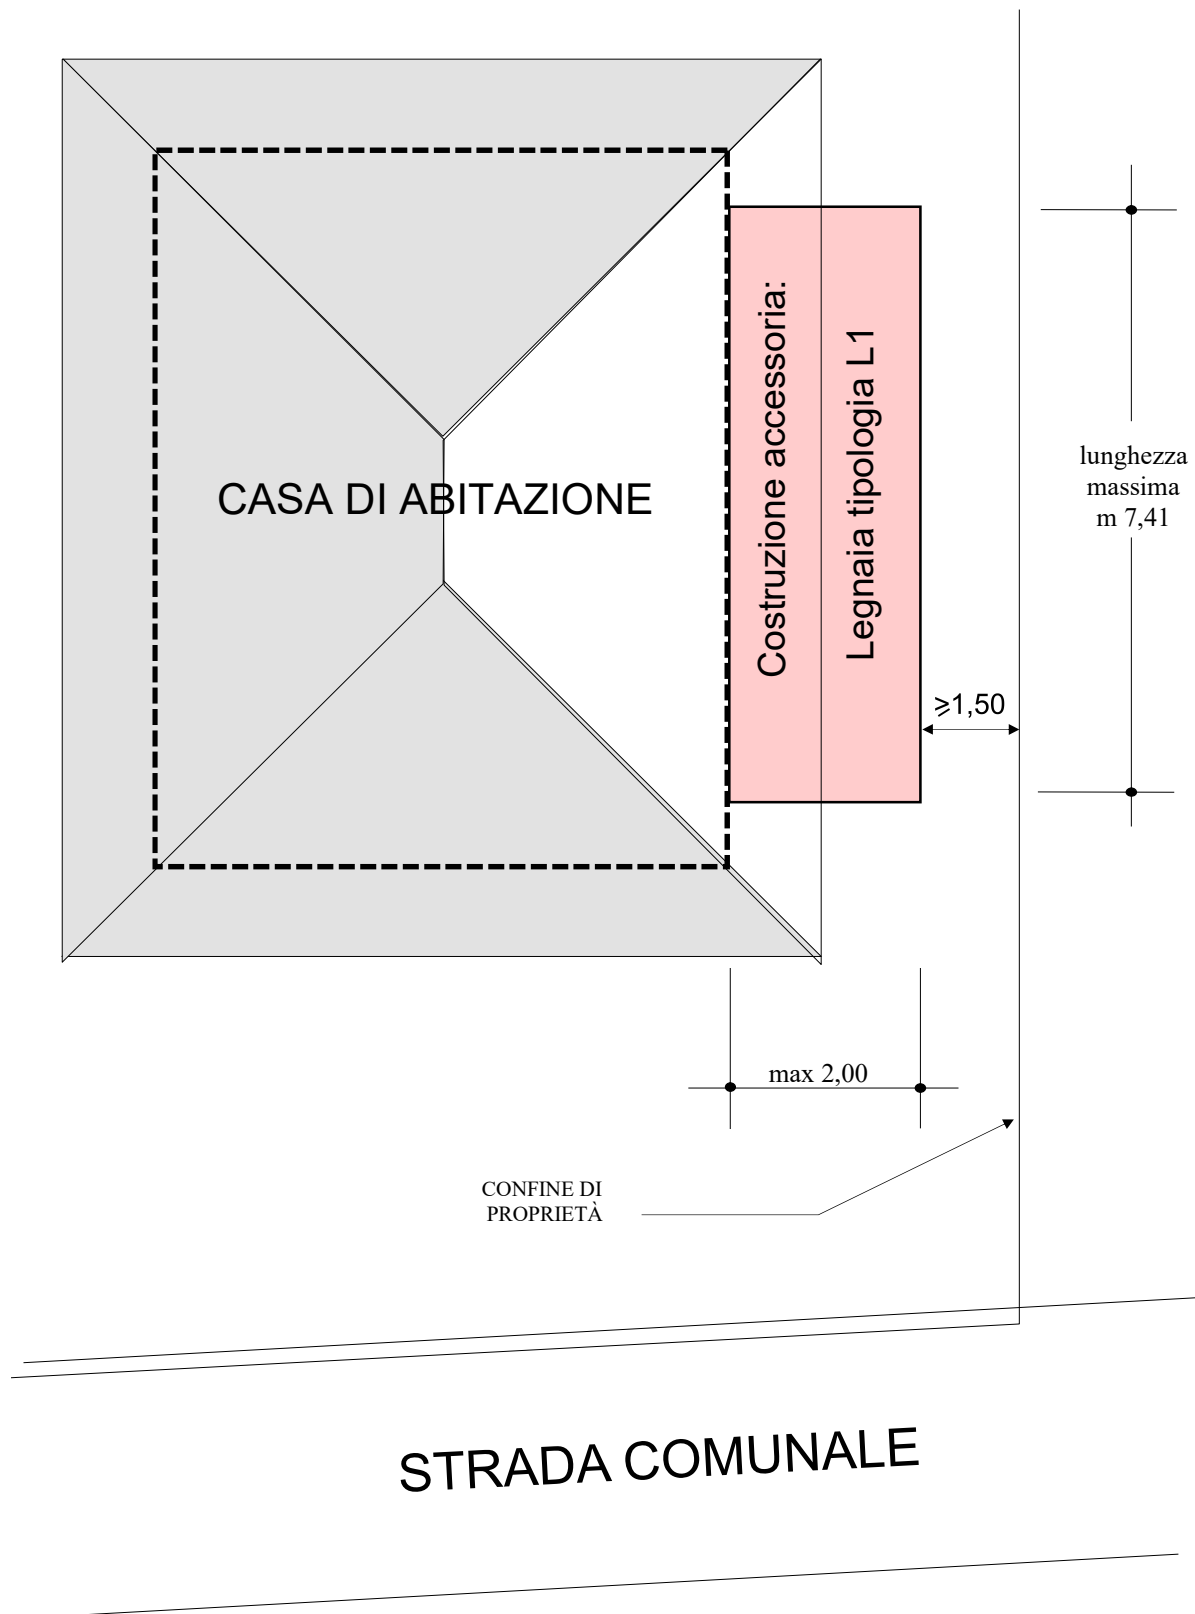 CASA DI ABITAZIONE
Costruzione accessoria:
Legnaia tipologia L1
lunghezza
massima
m 7,41
⩾1,50
max 2,00
CONFINE DI
PROPRIETÀ
STRADA COMUNALE